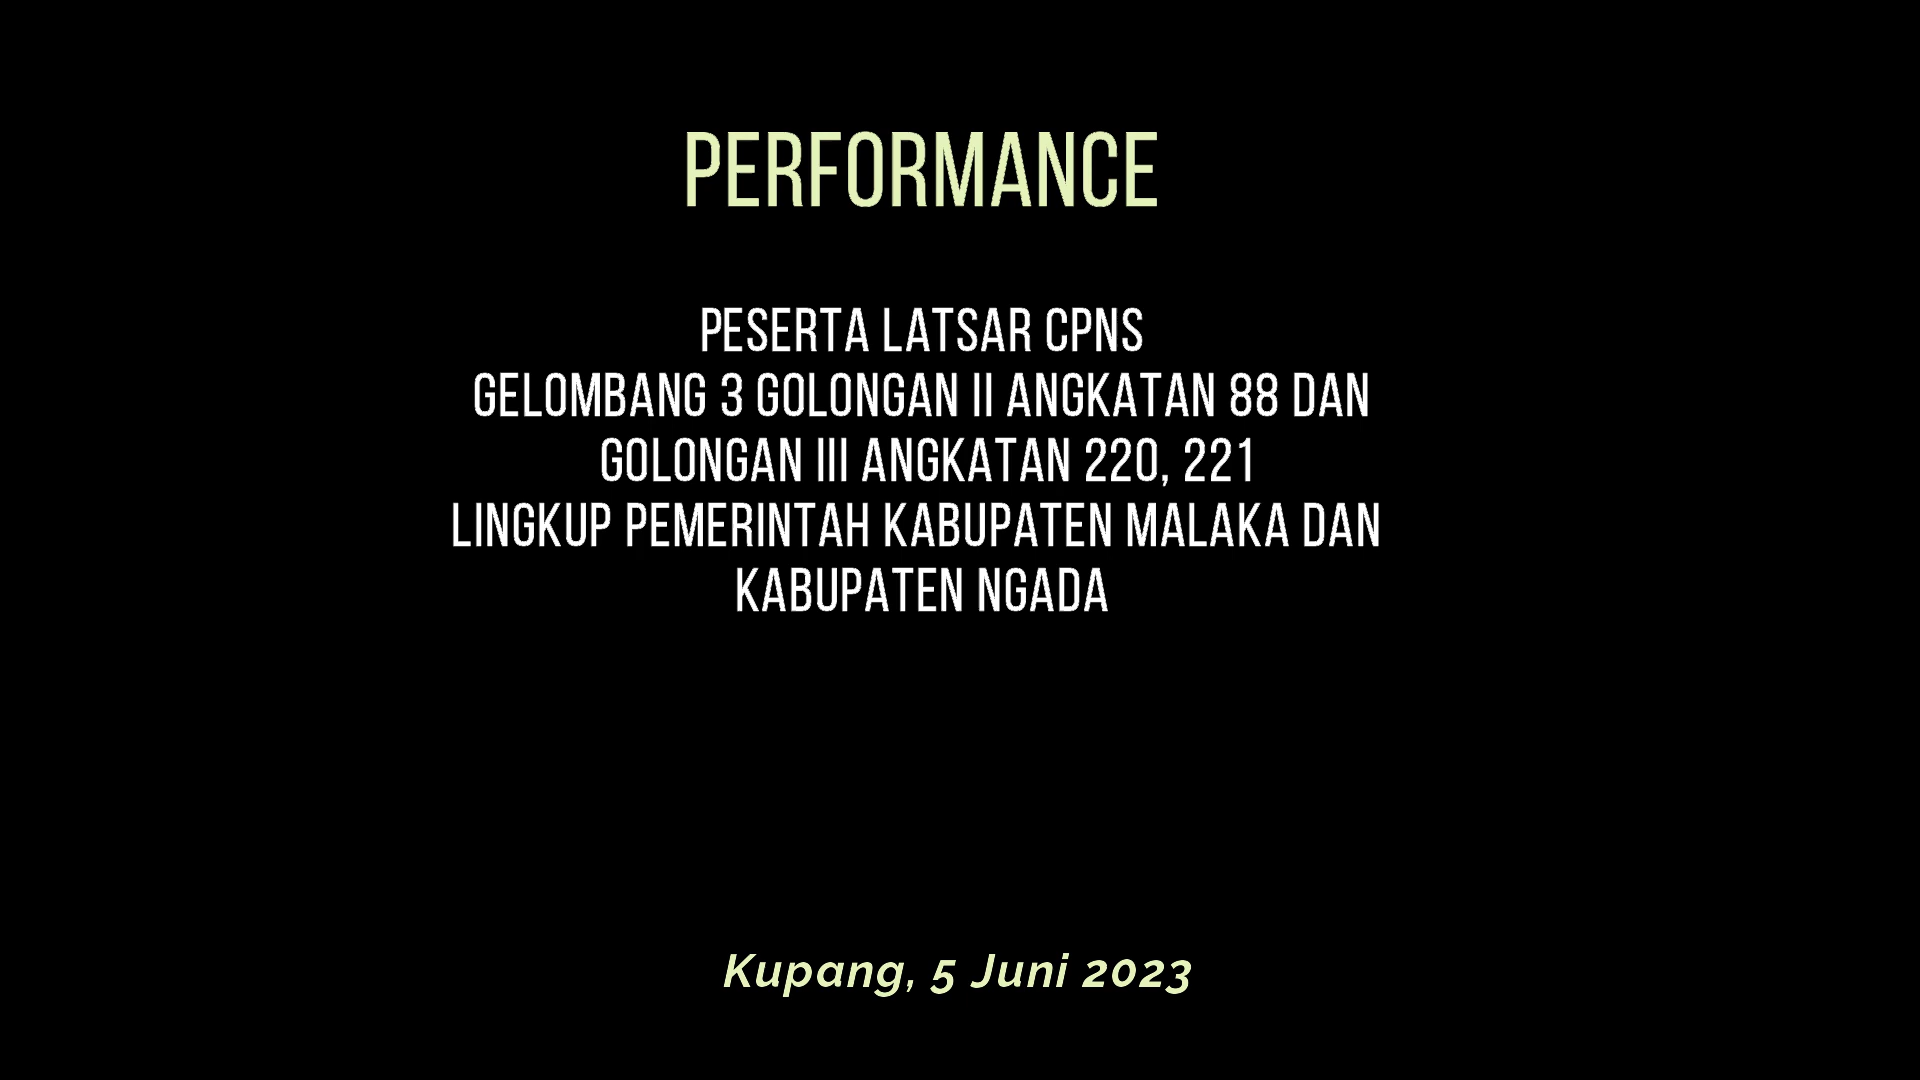 PERFORMANCE
PESERTA LATSAR CPNS
GELOMBANG 3 GOLONGAN II ANGKATAN 88 DAN
GOLONGAN III ANGKATAN 220, 221
LINGKUP PEMERINTAH KABUPATEN MALAKA DAN
KABUPATEN NGADA
Kupang, 5 Juni 2023